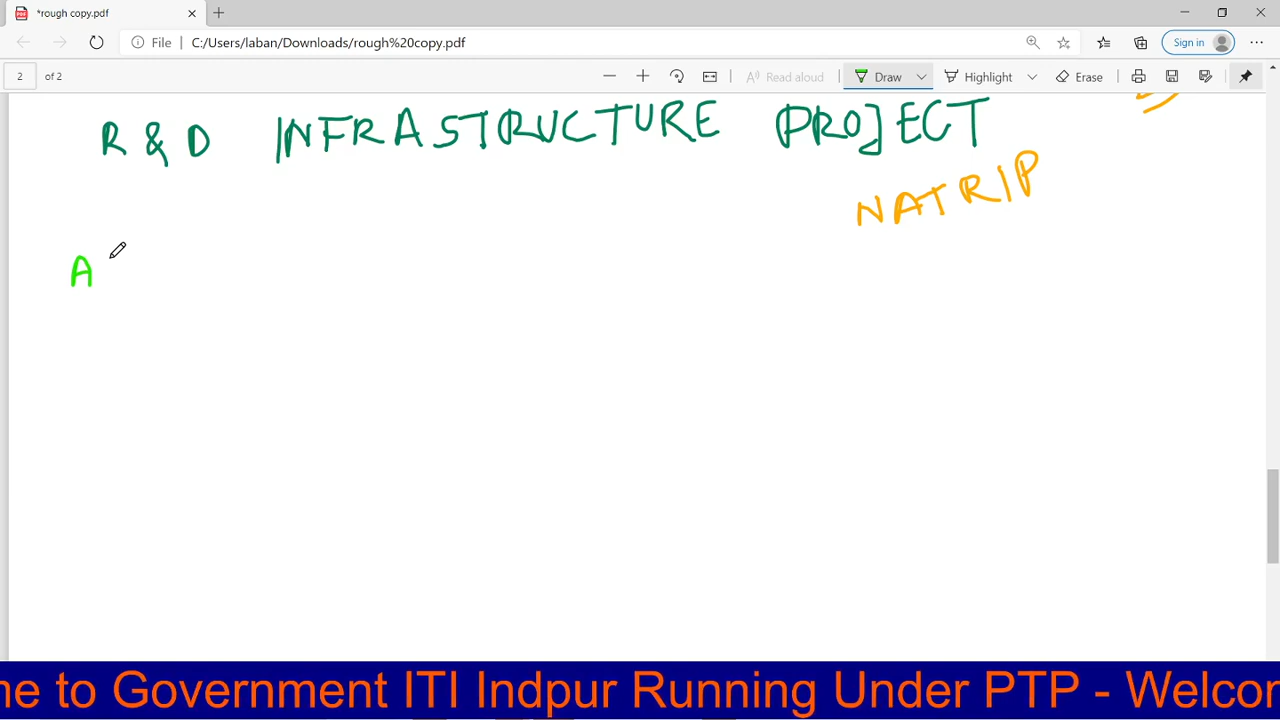 *rough copy.pdf
File | C:/Users/laban/Downloads/rough%20copy.pdf
Sign in
2 of 2
Read aloud
Draw
Highlight
Erase
R & D INFRASTRUCTURE PROJECT
NATRIP
A
me to Government ITI Indpur Running Under PTP - Welcor